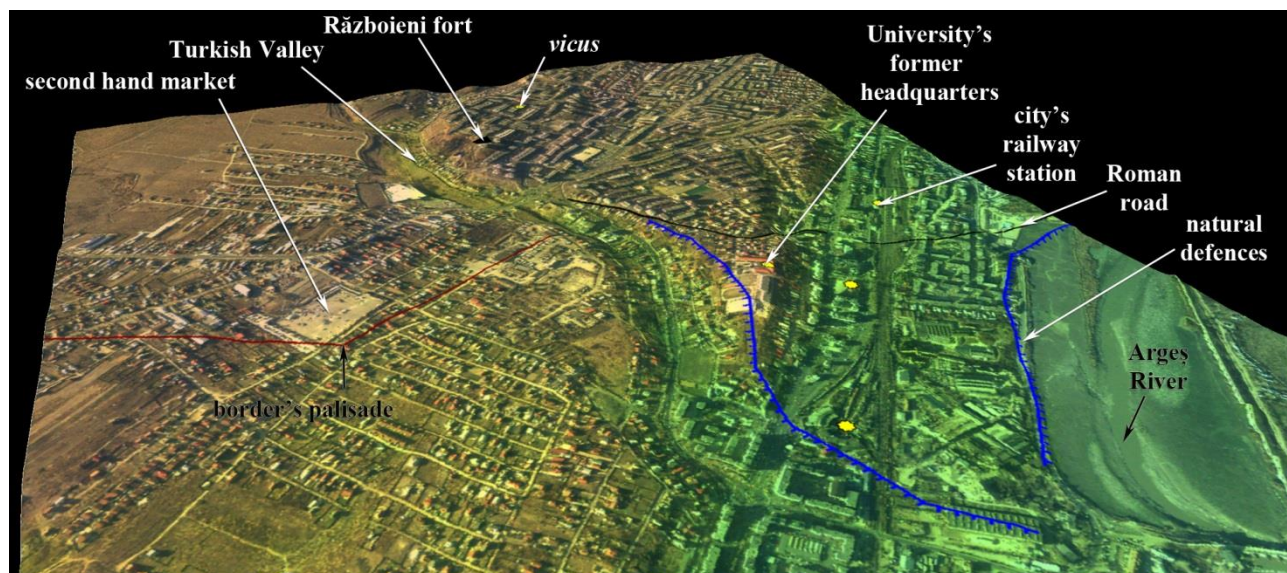 Războieni fort
vicus
Turkish Valley
second hand market
University's
former
headquarters
city's
railway
station
Roman
road
natural
defences
Argeș
River
border's palisade